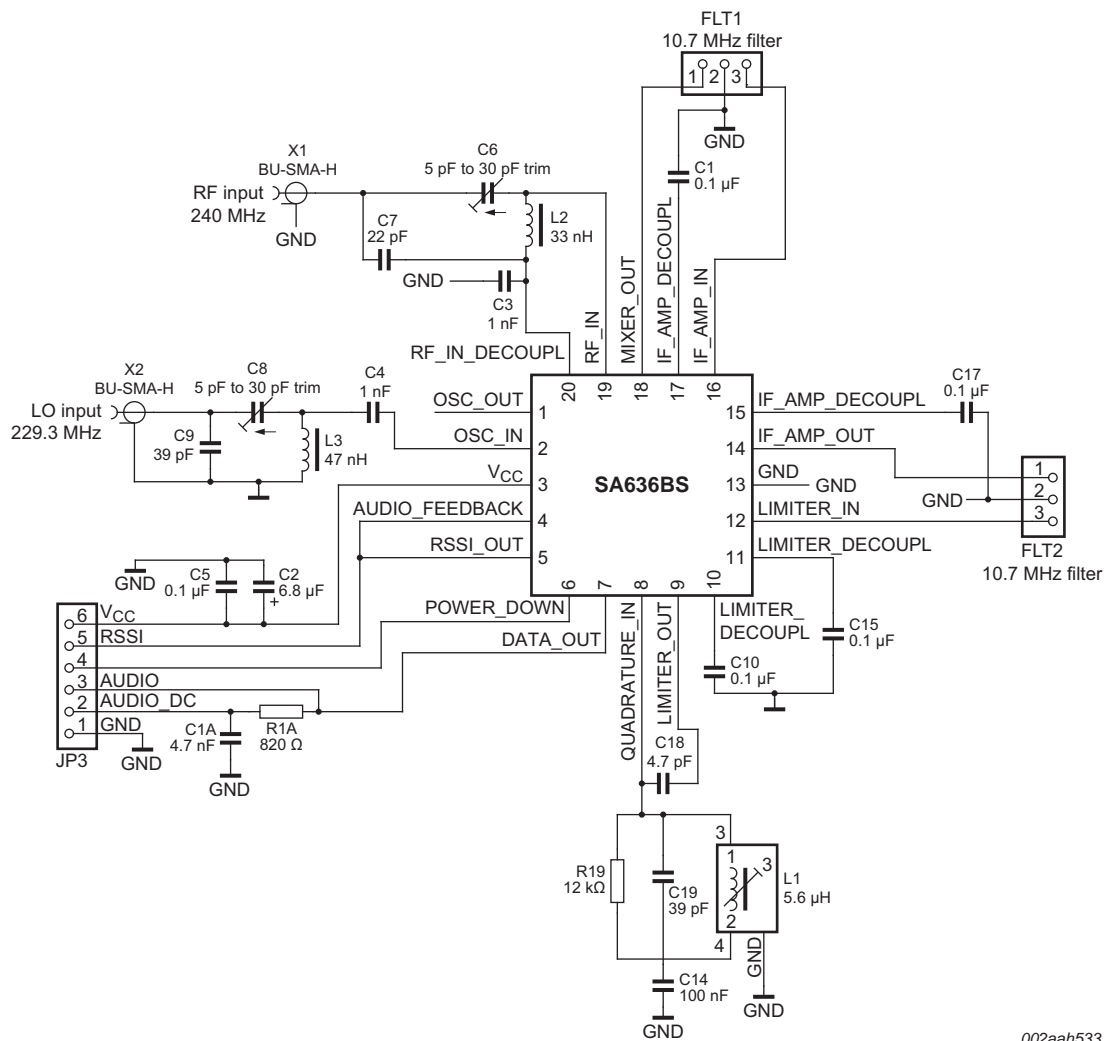 FLT1
10.7 MHz filter
1 2 3
GND
C1
0.1 µF
X1
BU-SMA-H
RF input
240 MHz
GND
C6
5 pF to 30 pF trim
C7
22 pF
L2
33 nH
GND
C3
1 nF
RF_IN_DECOUPL
RF_IN
MIXER_OUT
IF_AMP_DECOUPL
IF_AMP_IN
X2
BU-SMA-H
LO input
229.3 MHz
C8
5 pF to 30 pF trim
C4
1 nF
C9
39 pF
L3
47 nH
20 19 18 17 16
OSC_OUT 1
OSC_IN 2
VCC 3
AUDIO_FEEDBACK 4
RSSI_OUT 5
SA636BS
15 IF_AMP_DECOUPL
14 IF_AMP_OUT
13 GND
GND
12 LIMITER_IN
11 LIMITER_DECOUPL
C17
0.1 µF
GND
1
2
3
FLT2
10.7 MHz filter
6 7 8 9 10
POWER_DOWN
DATA_OUT
QUADRATURE_IN
LIMITER_OUT
LIMITER_
DECOUPL
C15
0.1 µF
C10
0.1 µF
GND
C5
0.1 µF
C2
6.8 µF
+
6 VCC
5 RSSI
4
3 AUDIO
2 AUDIO_DC
1 GND
JP3
GND
C1A
4.7 nF
GND
R1A
820 Ω
C18
4.7 pF
R19
12 kΩ
C19
39 pF
3
1
3
2
4
L1
5.6 µH
GND
GND
C14
100 nF
GND
002aah533